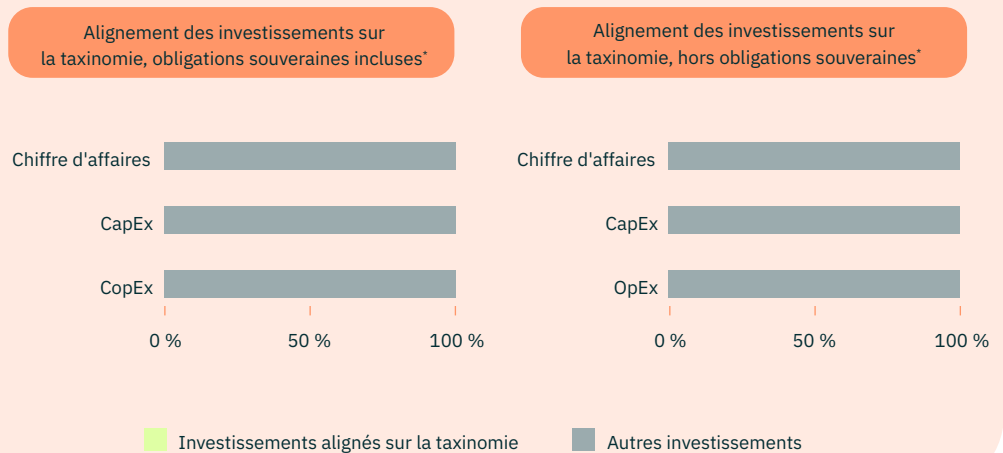 Alignement des investissements sur
la taxinomie, obligations souveraines incluses*
Alignement des investissements sur
la taxinomie, hors obligations souveraines*
Chiffre d'affaires
CapEx
CopEx
0 %
50 %
100 %
Chiffre d'affaires
CapEx
OpEx
0 %
50 %
100 %
Investissements alignés sur la taxinomie
Autres investissements